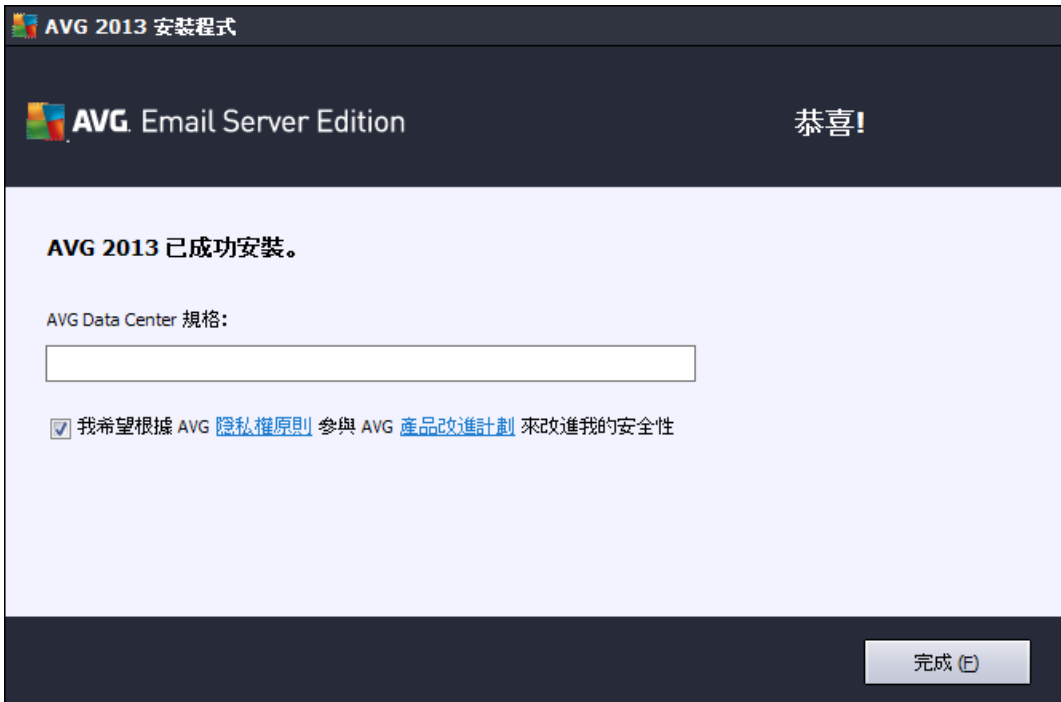 AVG 2013 安裝程式
AVG. Email Server Edition
恭喜!
AVG 2013 已成功安裝。
AVG Data Center 規格:
我希望根據 AVG 隱私權原則 參與 AVG 產品改進計劃 來改進我的安全性
完成 (F)